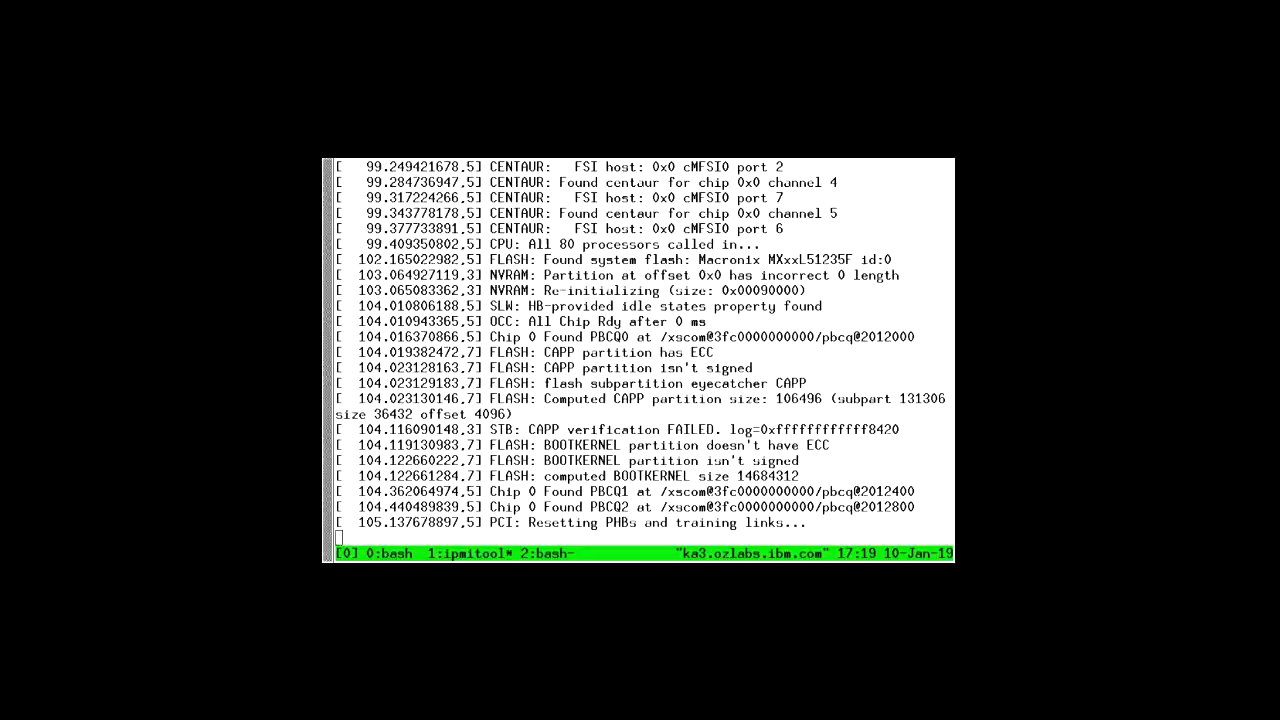 [   99.249421678,5] CENTAUR:   FSI host: 0x0 cMFSI0 port 2
[   99.284736947,5] CENTAUR: Found centaur for chip 0x0 channel 4
[   99.317224266,5] CENTAUR:   FSI host: 0x0 cMFSI0 port 7
[   99.343778178,5] CENTAUR: Found centaur for chip 0x0 channel 5
[   99.377733891,5] CENTAUR:   FSI host: 0x0 cMFSI0 port 6
[   99.409350802,5] CPU: All 80 processors called in...
[  102.165022982,5] FLASH: Found system flash: Macronix MXxxL51235F id:0
[  103.064927119,3] NVRAM: Partition at offset 0x0 has incorrect 0 length
[  103.065083362,3] NVRAM: Re-initializing (size: 0x00090000)
[  104.010806188,5] SLW: HB-provided idle states property found
[  104.010943365,5] OCC: All Chip Rdy after 0 ms
[  104.016370866,5] Chip 0 Found PBCQ0 at /xscom@3fc0000000000/pbcq@2012000
[  104.019382472,7] FLASH: CAPP partition has ECC
[  104.023128163,7] FLASH: CAPP partition isn't signed
[  104.023129183,7] FLASH: flash subpartition eyecatcher CAPP
[  104.023130146,7] FLASH: Computed CAPP partition size: 106496 (subpart 131306
size 36432 offset 4096)
[  104.116090148,3] STB: CAPP verification FAILED. log=0xffffffffffff8420
[  104.119130983,7] FLASH: BOOTKERNEL partition doesn't have ECC
[  104.122660222,7] FLASH: BOOTKERNEL partition isn't signed
[  104.122661284,7] FLASH: computed BOOTKERNEL size 14684312
[  104.362064974,5] Chip 0 Found PBCQ1 at /xscom@3fc0000000000/pbcq@2012400
[  104.440489839,5] Chip 0 Found PBCQ2 at /xscom@3fc0000000000/pbcq@2012800
[  105.137678897,5] PCI: Resetting PHBs and training links...
[0] 0:bash  1:ipmitool* 2:bash-             "ka3.ozlabs.ibm.com" 17:19 10-Jan-19